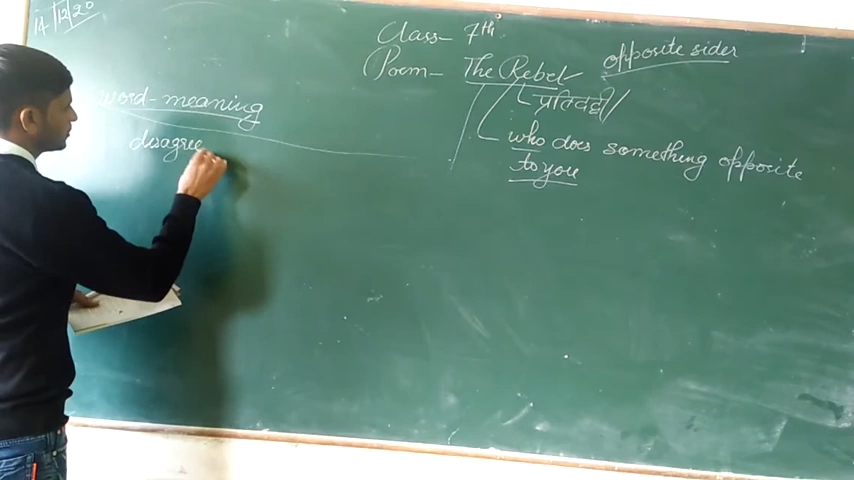 14/12/20
Class- 7th
Poem- The Rebel
opposite sider
प्रतिद्वंद्वी
word-meaning
who does something opposite
to you
disagree